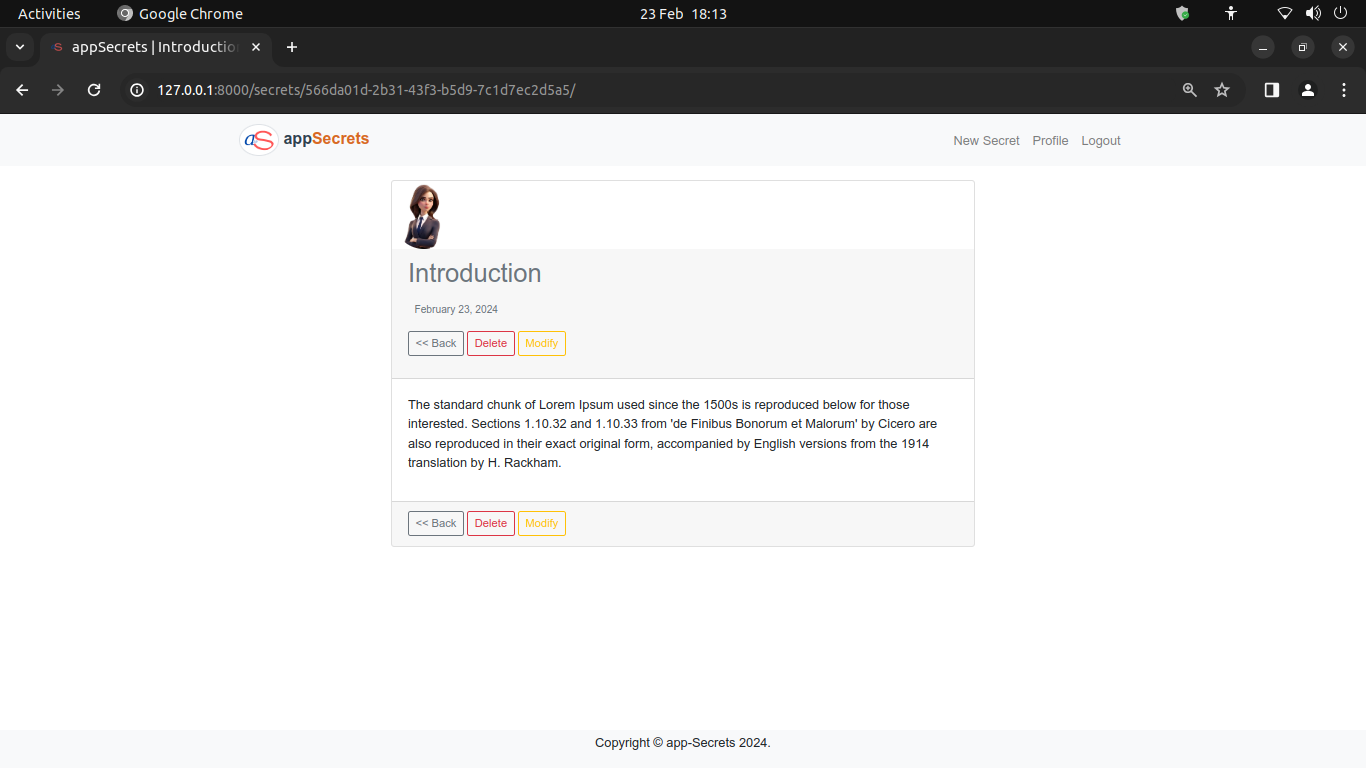 Activities Google Chrome 23 Feb 18:13
S appSecrets | Introduction
127.0.0.1:8000/secrets/566da01d-2b31-43f3-b5d9-7c1d7ec2d5a5/
aS appSecrets New Secret Profile Logout
Introduction
February 23, 2024
<< Back Delete Modify
The standard chunk of Lorem Ipsum used since the 1500s is reproduced below for those
interested. Sections 1.10.32 and 1.10.33 from 'de Finibus Bonorum et Malorum' by Cicero are
also reproduced in their exact original form, accompanied by English versions from the 1914
translation by H. Rackham.
<< Back Delete Modify
Copyright © app-Secrets 2024.